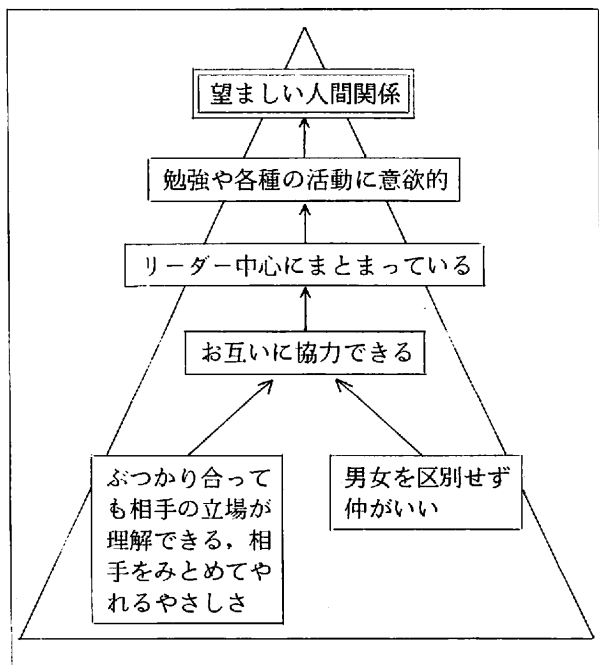 望ましい人間関係
勉強や各種の活動に意欲的
リーダー中心にまとまっている
お互いに協力できる
ぶつかり合って
も相手の立場が
理解できる，相
手をみとめてや
れるやさしさ
男女を区別せず
仲がいい